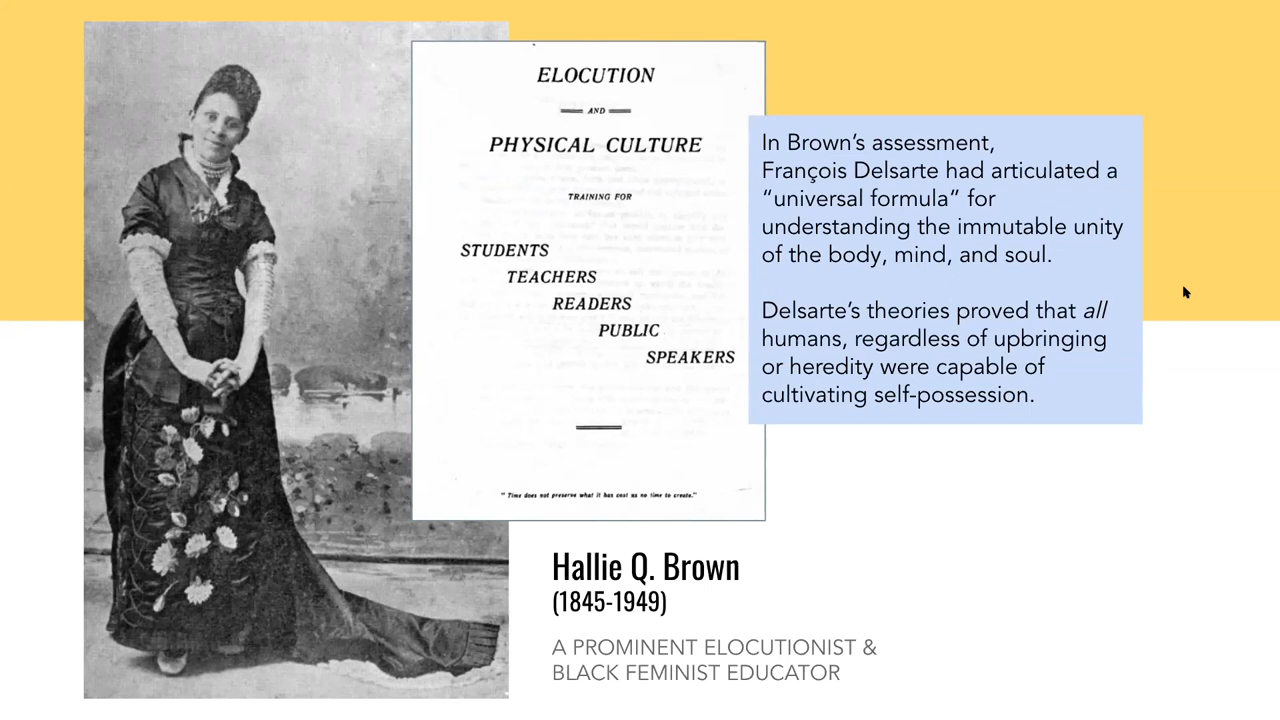 ELOCUTION
AND
PHYSICAL CULTURE
TRAINING FOR
STUDENTS
TEACHERS
READERS
PUBLIC
SPEAKERS
" Time does not preserve what it has cost us no time to create."
In Brown’s assessment,
François Delsarte had articulated a
“universal formula” for
understanding the immutable unity
of the body, mind, and soul.
Delsarte’s theories proved that all
humans, regardless of upbringing
or heredity were capable of
cultivating self-possession.
Hallie Q. Brown
(1845-1949)
A PROMINENT ELOCUTIONIST &
BLACK FEMINIST EDUCATOR